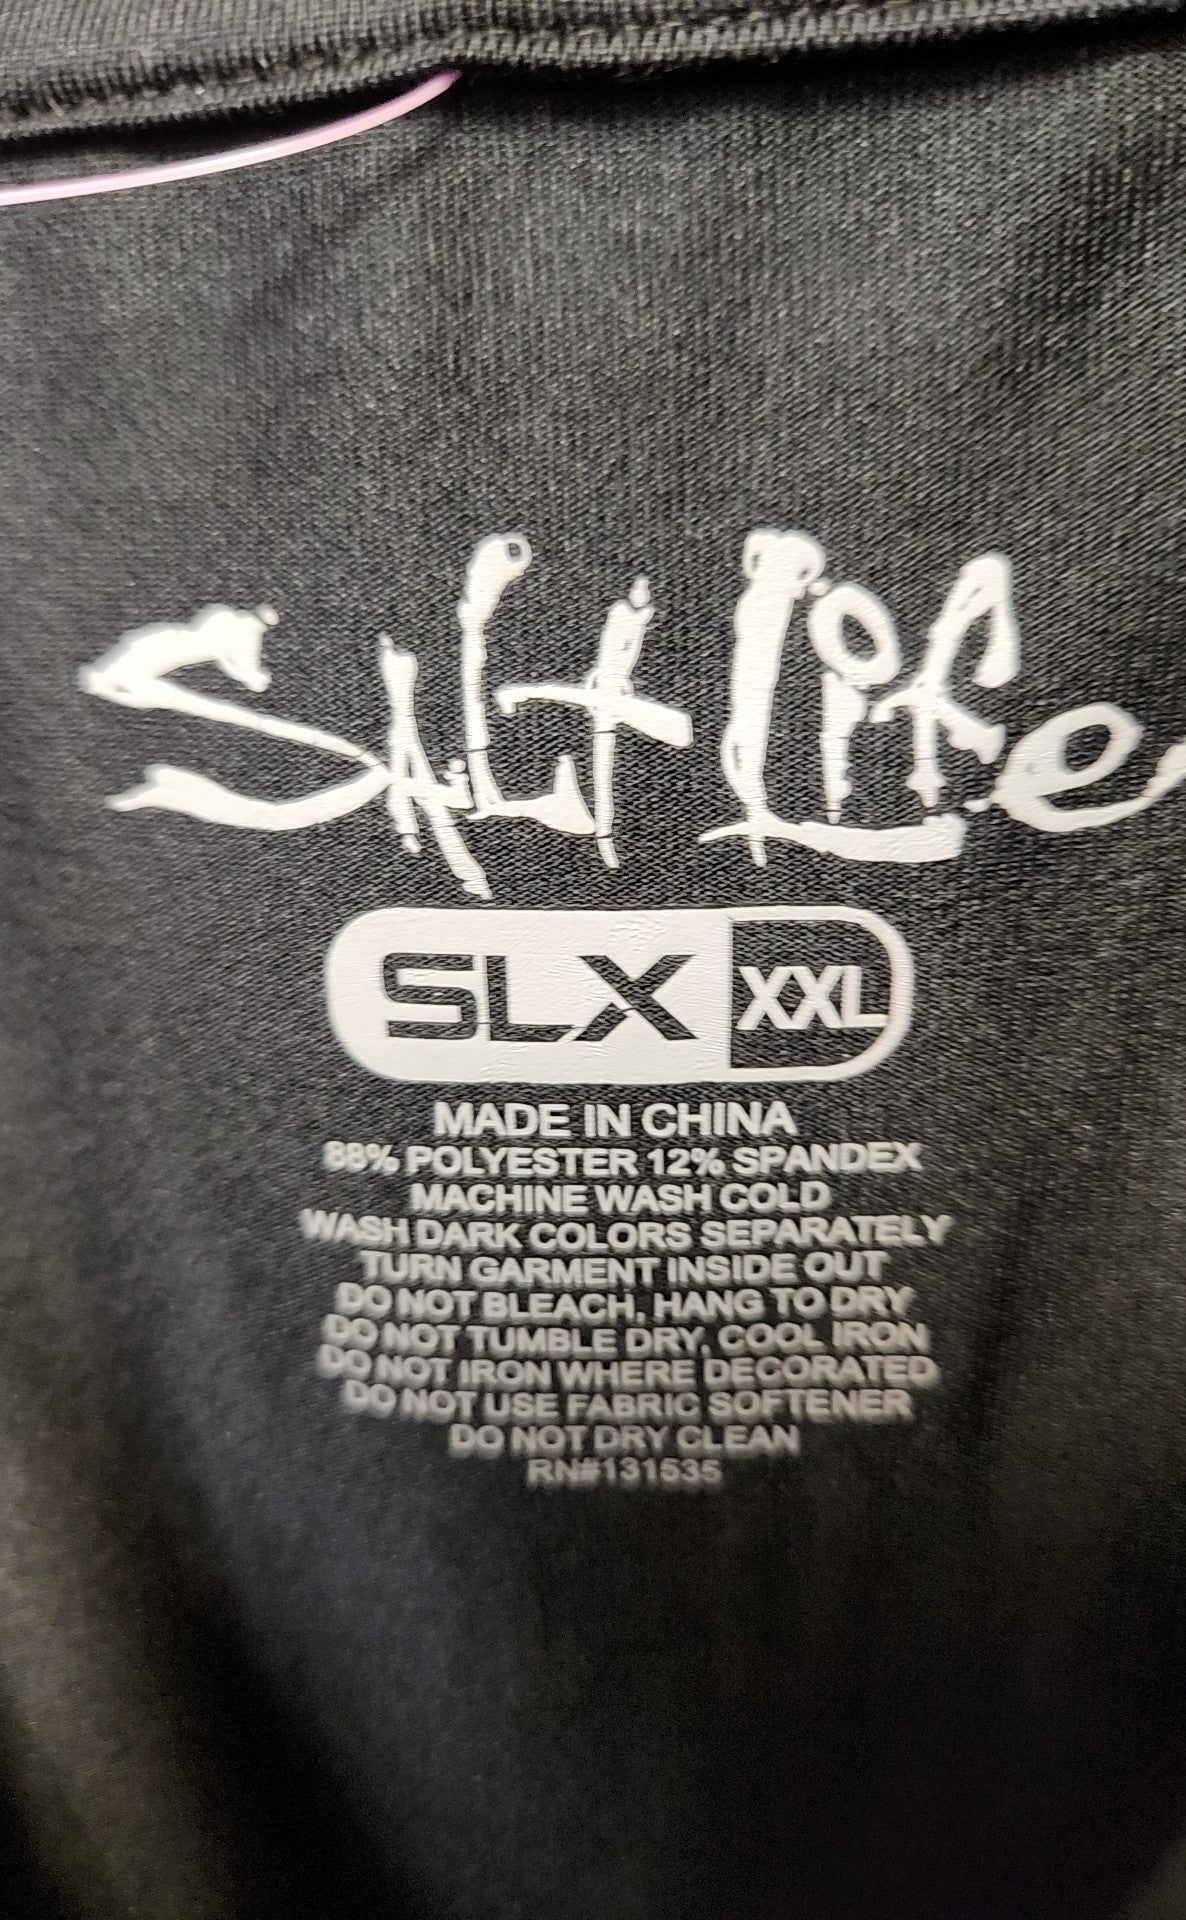 Salt Life
SLX XXL
MADE IN CHINA
88% POLYESTER 12% SPANDEX
MACHINE WASH COLD
WASH DARK COLORS SEPARATELY
TURN GARMENT INSIDE OUT
DO NOT BLEACH, HANG TO DRY
DO NOT TUMBLE DRY, COOL IRON
DO NOT IRON WHERE DECORATED
DO NOT USE FABRIC SOFTENER
DO NOT DRY CLEAN
RN#131535